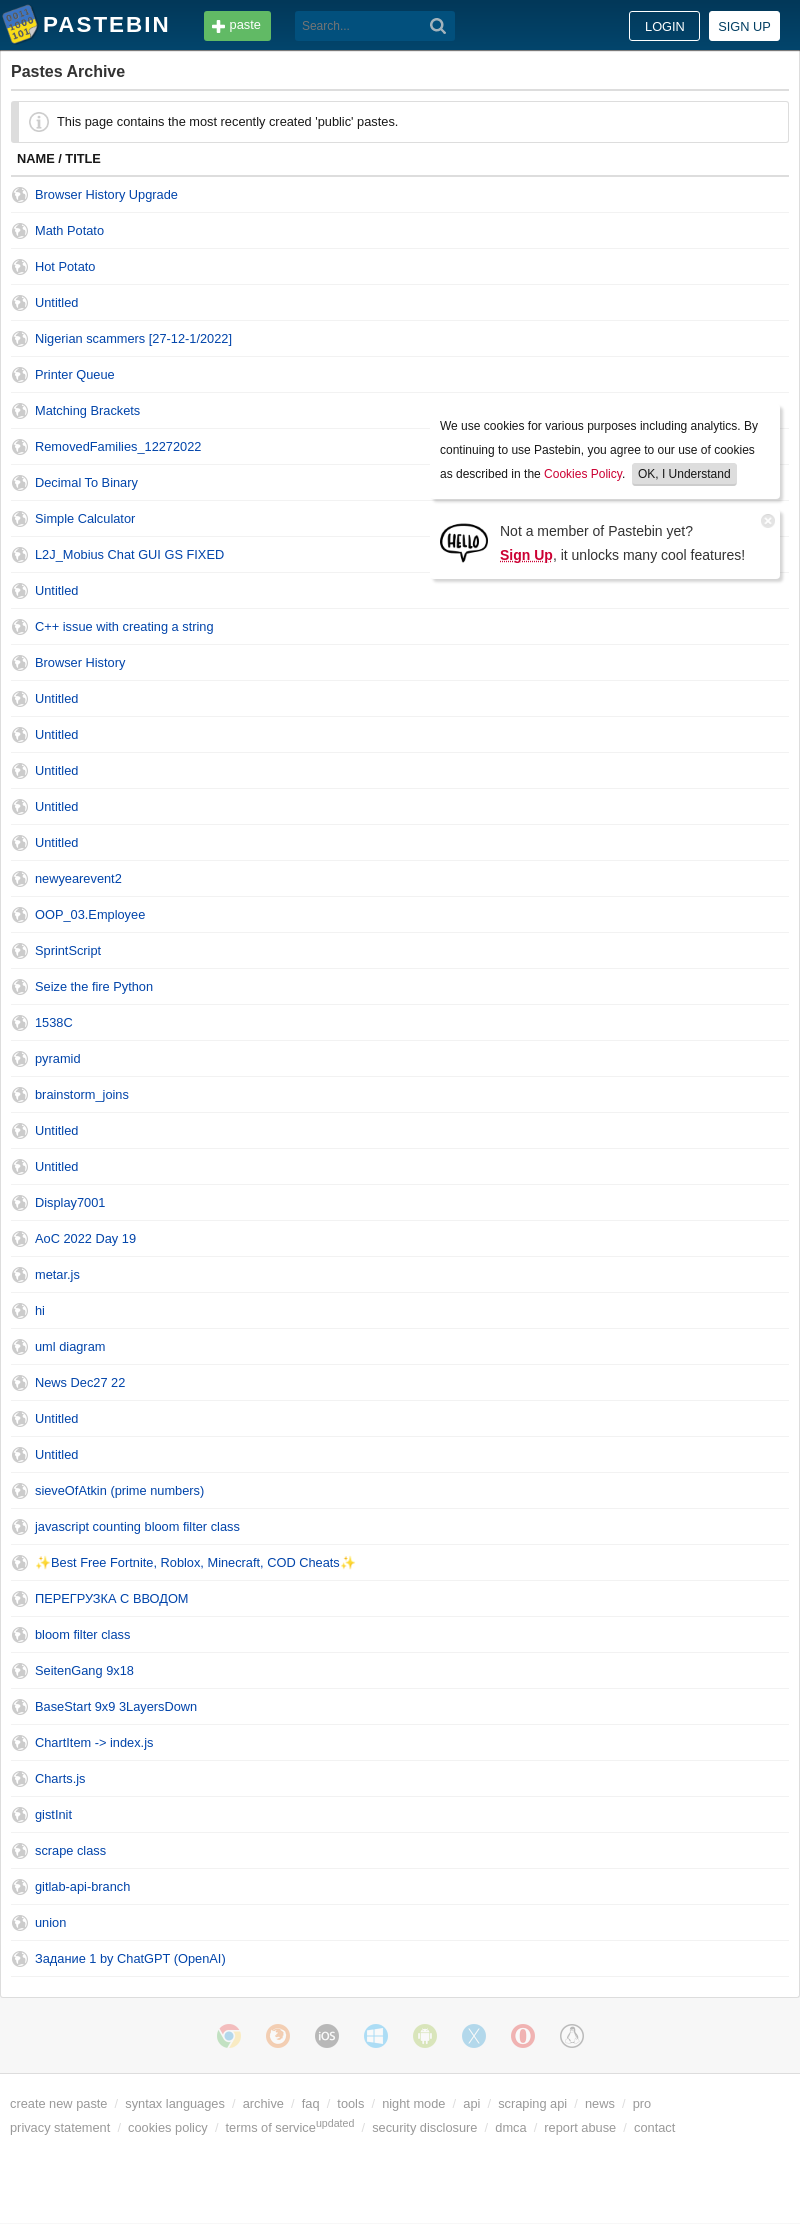 PASTEBIN
paste
Search...
LOGIN
SIGN UP
Pastes Archive
This page contains the most recently created 'public' pastes.
NAME / TITLE
Browser History Upgrade
Math Potato
Hot Potato
Untitled
Nigerian scammers [27-12-1/2022]
Printer Queue
Matching Brackets
RemovedFamilies_12272022
Decimal To Binary
Simple Calculator
L2J_Mobius Chat GUI GS FIXED
We use cookies for various purposes including analytics. By
continuing to use Pastebin, you agree to our use of cookies
as described in the Cookies Policy. OK, I Understand
HELLO
Not a member of Pastebin yet?
Sign Up, it unlocks many cool features!
Untitled
C++ issue with creating a string
Browser History
Untitled
Untitled
Untitled
Untitled
Untitled
newyearevent2
OOP_03.Employee
SprintScript
Seize the fire Python
1538C
pyramid
brainstorm_joins
Untitled
Untitled
Display7001
AoC 2022 Day 19
metar.js
hi
uml diagram
News Dec27 22
Untitled
Untitled
sieveOfAtkin (prime numbers)
javascript counting bloom filter class
✨Best Free Fortnite, Roblox, Minecraft, COD Cheats✨
ПЕРЕГРУЗКА С ВВОДОМ
bloom filter class
SeitenGang 9x18
BaseStart 9x9 3LayersDown
ChartItem -> index.js
Charts.js
gistInit
scrape class
gitlab-api-branch
union
Задание 1 by ChatGPT (OpenAI)
iOS
create new paste / syntax languages / archive / faq / tools / night mode / api / scraping api / news / pro
privacy statement / cookies policy / terms of service updated / security disclosure / dmca / report abuse / contact